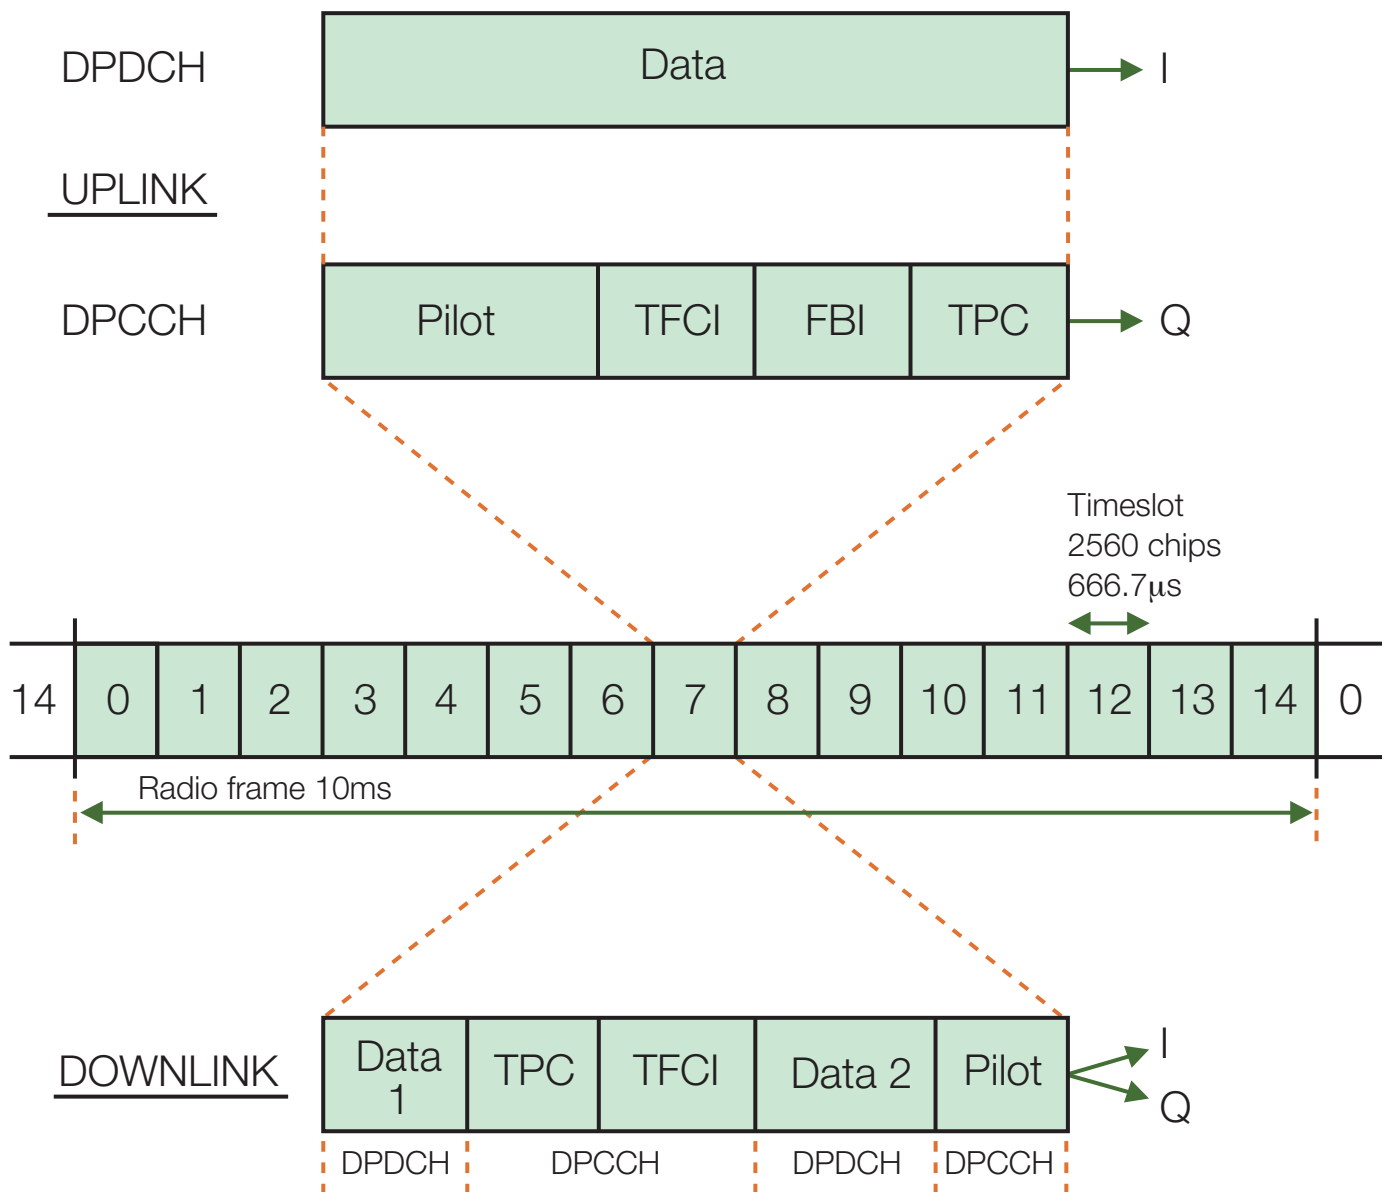 DPDCH
Data
I
UPLINK
DPCCH
Pilot
TFCI
FBI
TPC
Q
Timeslot
2560 chips
666.7μs
14
0
1
2
3
4
5
6
7
8
9
10
11
12
13
14
0
Radio frame 10ms
DOWNLINK
Data
1
TPC
TFCI
Data 2
Pilot
I
Q
DPDCH
DPCCH
DPDCH
DPCCH